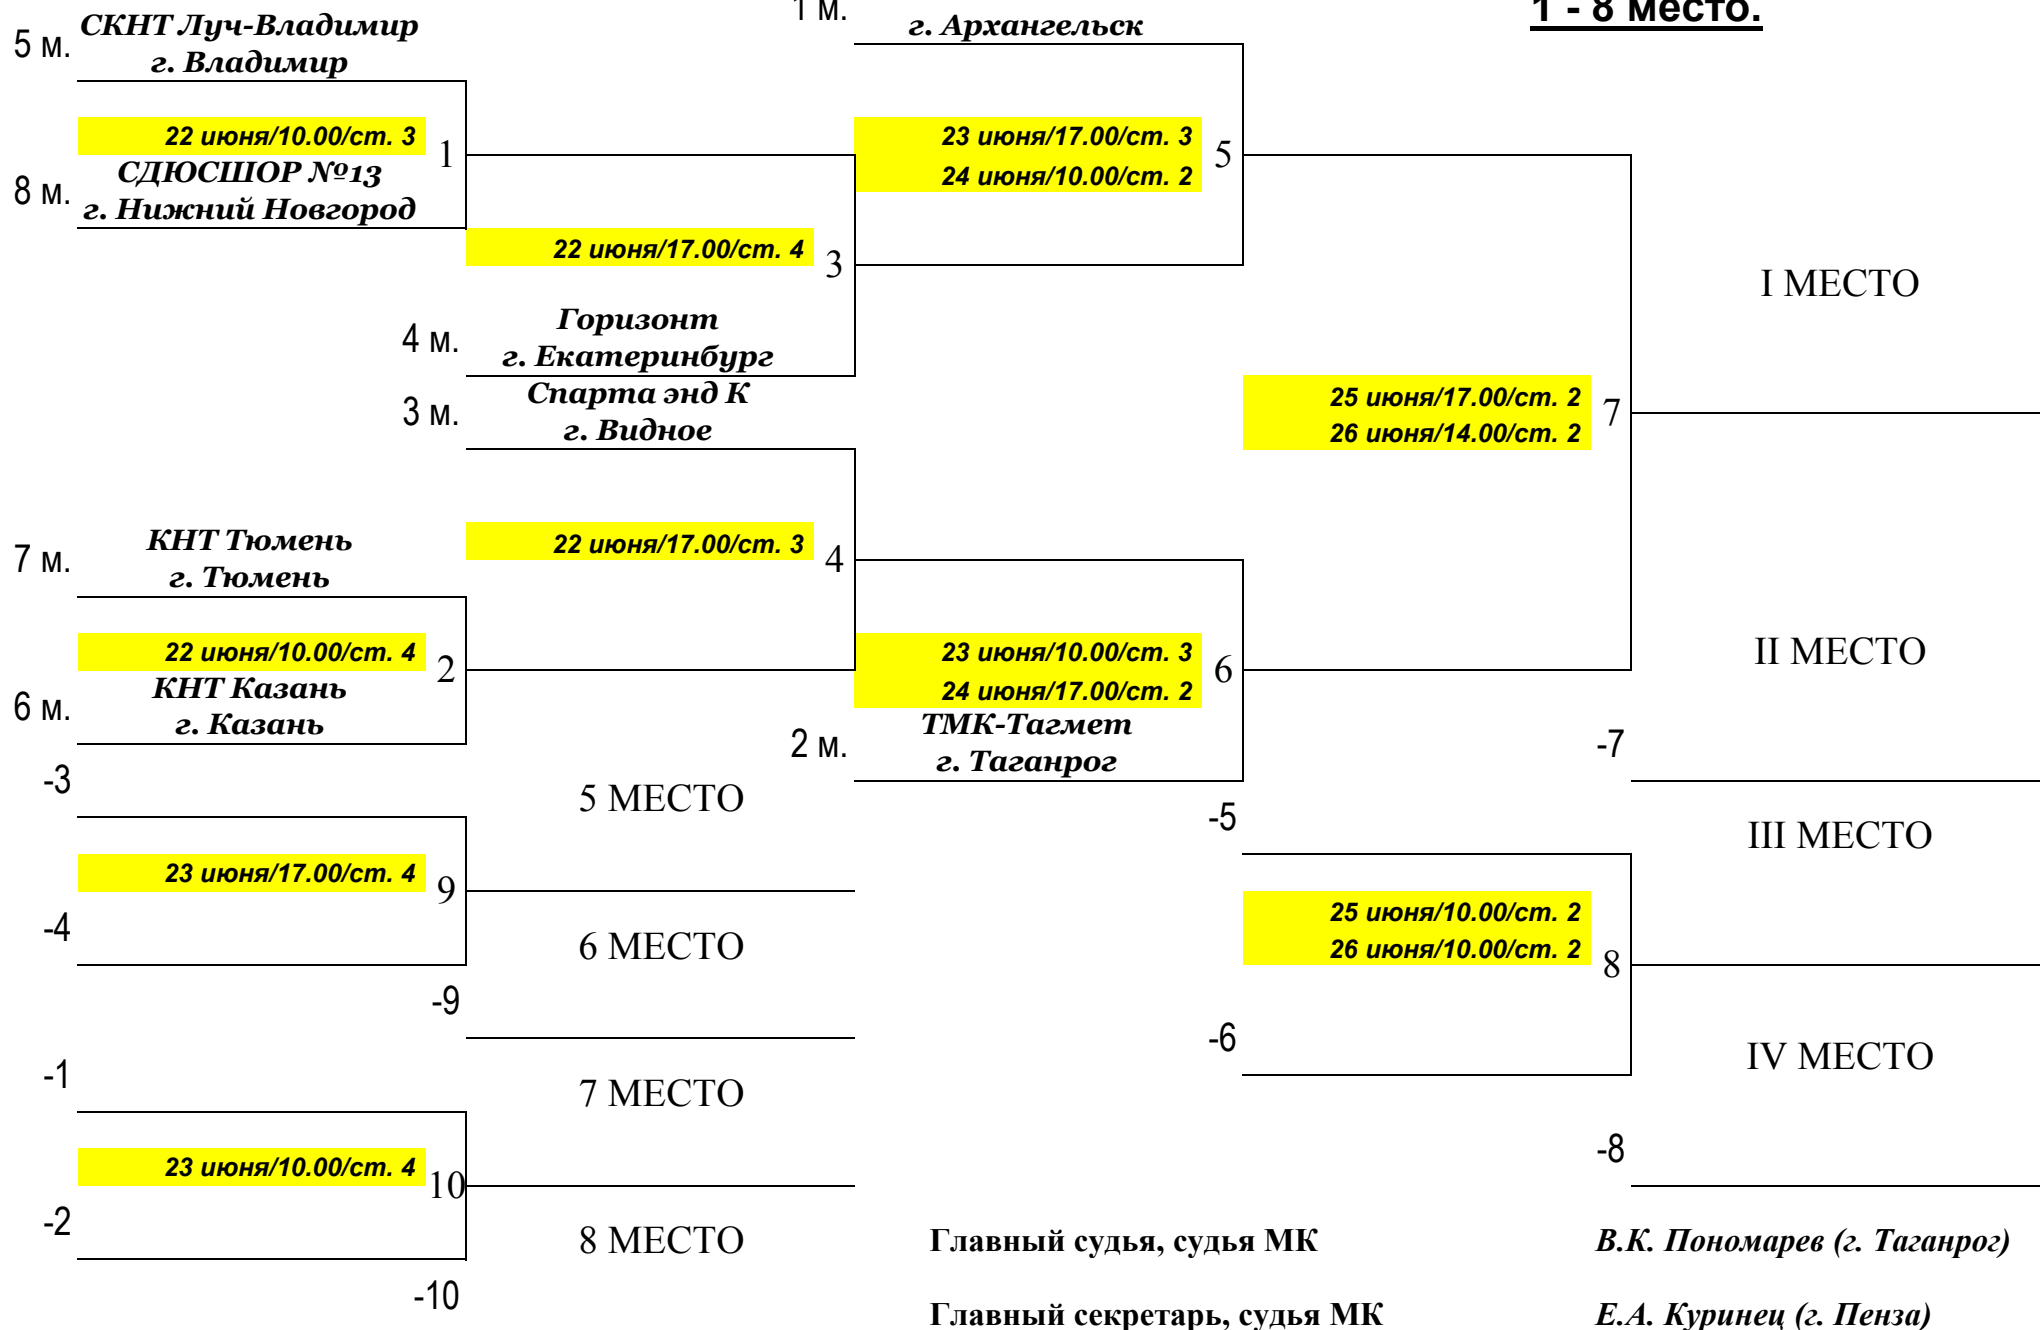 1 м.
1 - 8 место.
СКНТ Луч-Владимир
г. Архангельск
5 м.
г. Владимир
22 июня/10.00/ст. 3
1
23 июня/17.00/ст. 3
5
СДЮСШОР №13
24 июня/10.00/ст. 2
8 м.
г. Нижний Новгород
22 июня/17.00/ст. 4
3
I МЕСТО
Горизонт
4 м.
г. Екатеринбург
Спарта энд К
3 м.
г. Видное
25 июня/17.00/ст. 2
7
26 июня/14.00/ст. 2
КНТ Тюмень
22 июня/17.00/ст. 3
4
7 м.
г. Тюмень
22 июня/10.00/ст. 4
2
23 июня/10.00/ст. 3
6
II МЕСТО
КНТ Казань
24 июня/17.00/ст. 2
6 м.
г. Казань
ТМК-Тагмет
2 м.
г. Таганрог
-7
-3
5 МЕСТО
-5
III МЕСТО
23 июня/17.00/ст. 4
9
25 июня/10.00/ст. 2
-4
6 МЕСТО
26 июня/10.00/ст. 2
8
-9
-6
IV МЕСТО
-1
7 МЕСТО
-8
23 июня/10.00/ст. 4
10
-2
8 МЕСТО
Главный судья, судья МК
В.К. Пономарев (г. Таганрог)
-10
Главный секретарь, судья МК
Е.А. Куринец (г. Пенза)